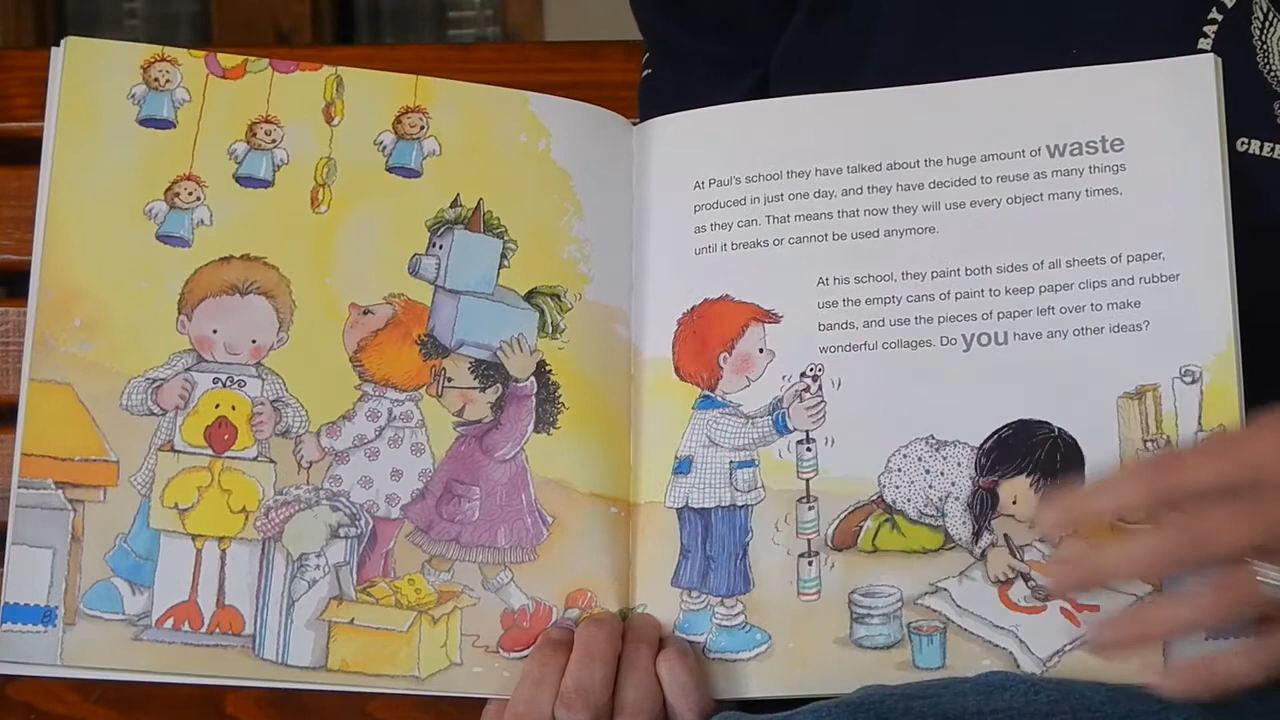 BAY
GREE
At Paul's school they have talked about the huge amount of waste
produced in just one day, and they have decided to reuse as many things
as they can. That means that now they will use every object many times,
until it breaks or cannot be used anymore.
At his school, they paint both sides of all sheets of paper,
use the empty cans of paint to keep paper clips and rubber
bands, and use the pieces of paper left over to make
wonderful collages. Do you have any other ideas?